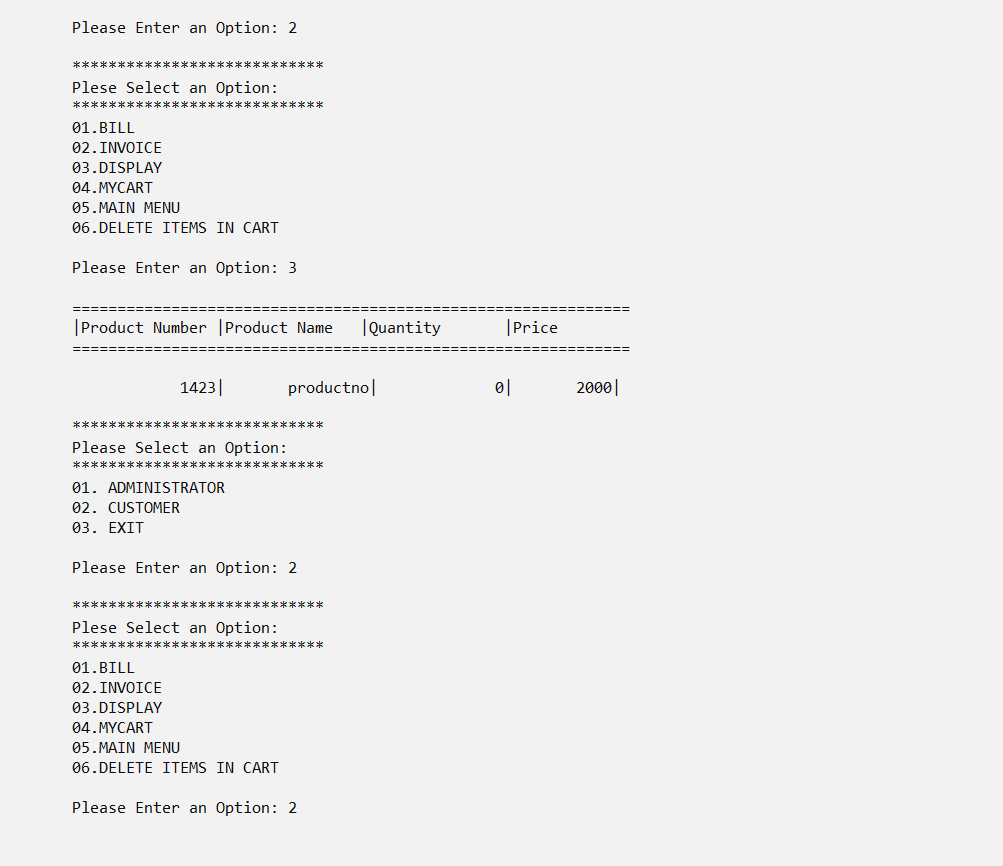 Please Enter an Option: 2
****************************
Plese Select an Option:
****************************
01.BILL
02.INVOICE
03.DISPLAY
04.MYCART
05.MAIN MENU
06.DELETE ITEMS IN CART
Please Enter an Option: 3
==============================================================
|Product Number |Product Name   |Quantity       |Price
==============================================================
            1423|       productno|             0|       2000|
****************************
Please Select an Option:
****************************
01. ADMINISTRATOR
02. CUSTOMER
03. EXIT
Please Enter an Option: 2
****************************
Plese Select an Option:
****************************
01.BILL
02.INVOICE
03.DISPLAY
04.MYCART
05.MAIN MENU
06.DELETE ITEMS IN CART
Please Enter an Option: 2